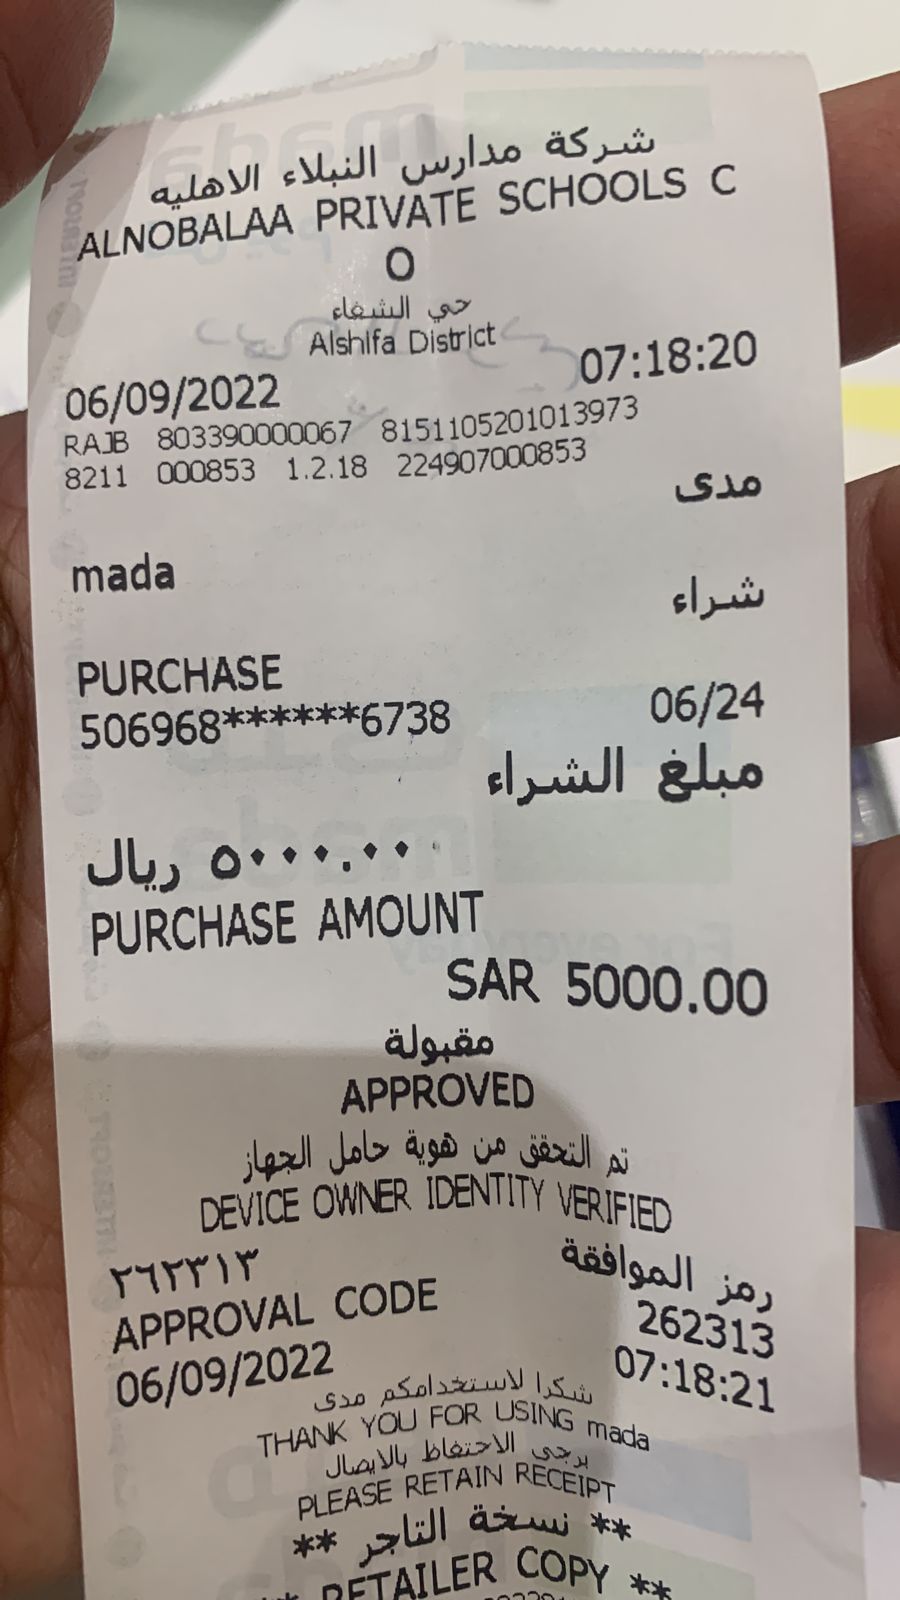 شركة مدارس النبلاء الاهليه
ALNOBALAA PRIVATE SCHOOLS C
O
حي الشفاء
Alshifa District
06/09/2022 07:18:20
RAJB 803390000067 8151105201013973
8211 000853 1.2.18 224907000853
مدى
mada
شراء
PURCHASE
506968******6738 06/24
مبلغ الشراء
٥٠٠٠.٠٠ ريال
PURCHASE AMOUNT
SAR 5000.00
مقبولة
APPROVED
تم التحقق من هوية حامل الجهاز
DEVICE OWNER IDENTITY VERIFIED
رمز الموافقة ٢٦٢٣١٣
APPROVAL CODE 262313
06/09/2022 07:18:21
شكرا لاستخدامكم مدى
THANK YOU FOR USING mada
يرجى الاحتفاظ بالايصال
PLEASE RETAIN RECEIPT
** نسخة التاجر **
** RETAILER COPY **